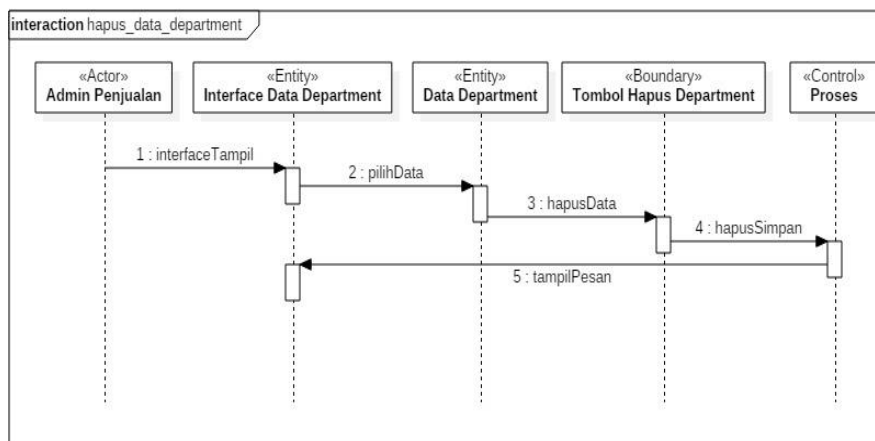 interaction hapus_data_department
«Actor»
Admin Penjualan
«Entity»
Interface Data Department
«Entity»
Data Department
«Boundary»
Tombol Hapus Department
«Control»
Proses
1 : interfaceTampil
2 : pilihData
3 : hapusData
4 : hapusSimpan
5 : tampilPesan